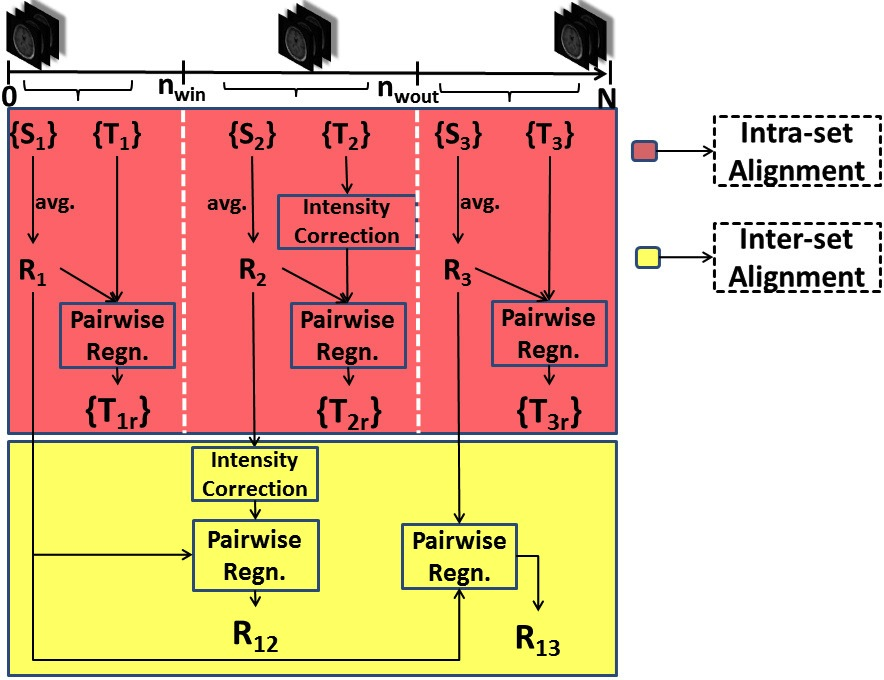 0 n_win n_wout N
{S₁} {T₁} {S₂} {T₂} {S₃} {T₃}
avg. avg. avg.
Intensity
Correction
R₁ R₂ R₃
Pairwise
Regn.
Pairwise
Regn.
Pairwise
Regn.
{T₁r} {T₂r} {T₃r}
Intensity
Correction
Pairwise
Regn.
Pairwise
Regn.
R₁₂ R₁₃
Intra-set
Alignment
Inter-set
Alignment